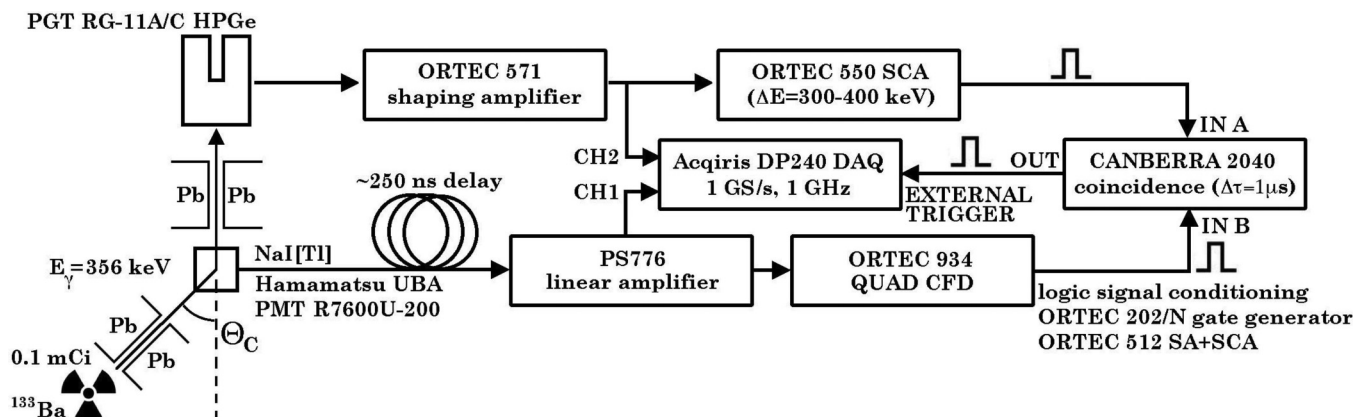 PGT RG-11A/C HPGe
ORTEC 571
shaping amplifier
ORTEC 550 SCA
(ΔE=300-400 keV)
IN A
CH2
CH1
Acqiris DP240 DAQ
1 GS/s, 1 GHz
OUT
EXTERNAL
TRIGGER
CANBERRA 2040
coincidence (Δτ=1μs)
IN B
Pb
Pb
~250 ns delay
Eγ=356 keV
NaI[Tl]
Hamamatsu UBA
PMT R7600U-200
PS776
linear amplifier
ORTEC 934
QUAD CFD
logic signal conditioning
ORTEC 202/N gate generator
ORTEC 512 SA+SCA
Pb
Pb
ΘC
0.1 mCi
¹³³Ba